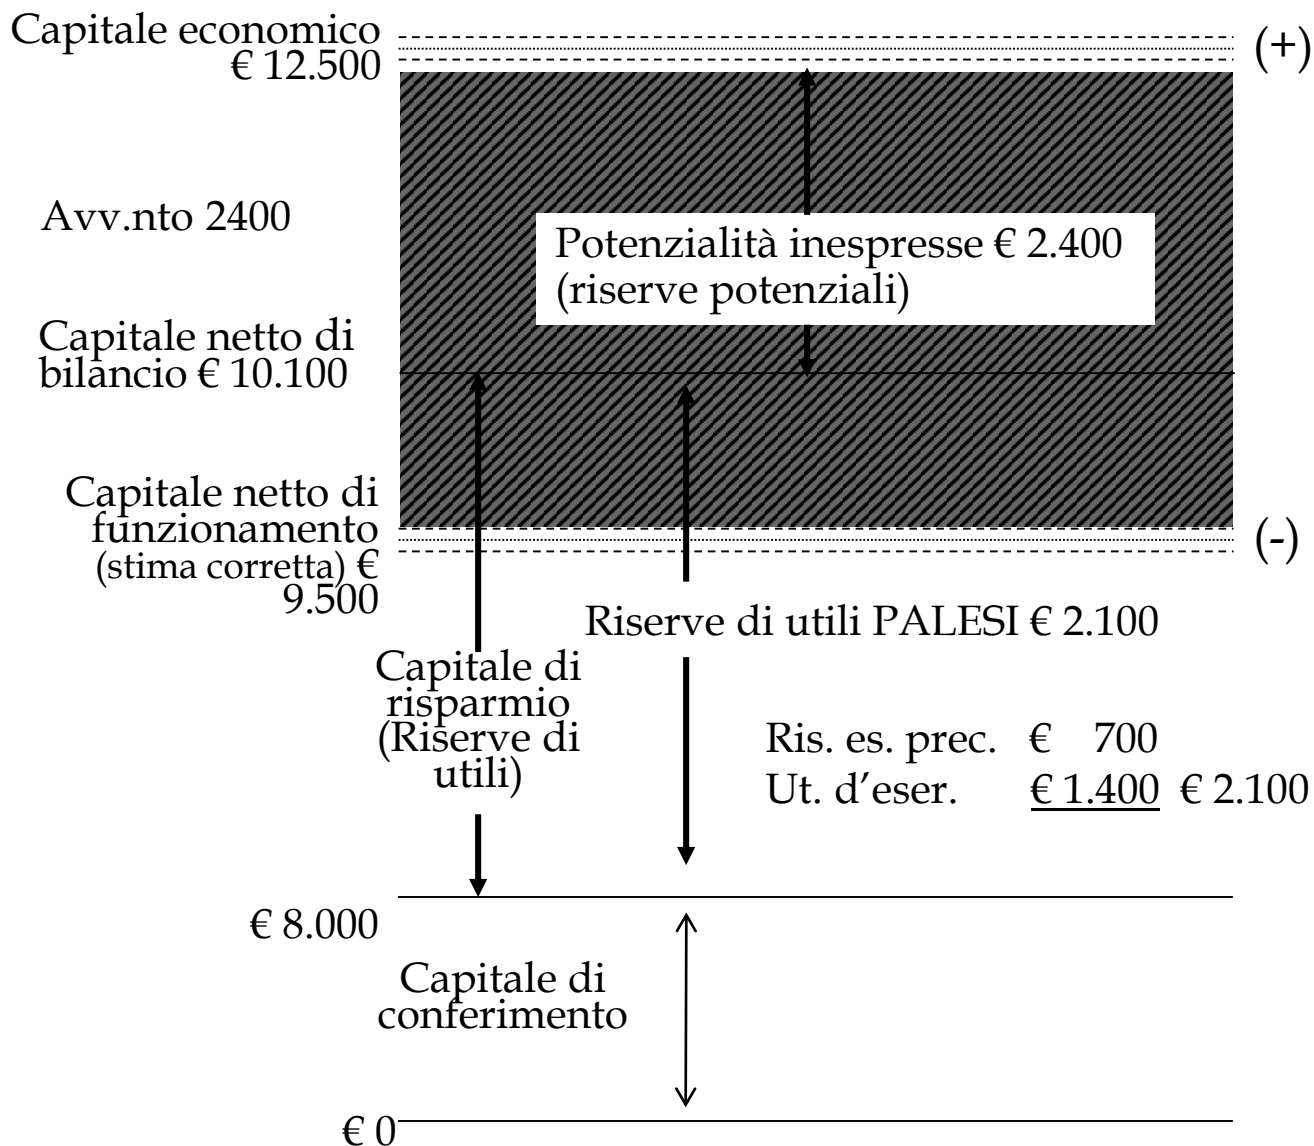 Capitale economico
€ 12.500
(+)
Avv.nto 2400
Potenzialità inespresse € 2.400
(riserve potenziali)
Capitale netto di
bilancio € 10.100
Capitale netto di
funzionamento
(stima corretta) €
9.500
(-)
Riserve di utili PALESI € 2.100
Capitale di
risparmio
(Riserve di
utili)
Ris. es. prec. € 700
Ut. d’eser. € 1.400 € 2.100
€ 8.000
Capitale di
conferimento
€ 0